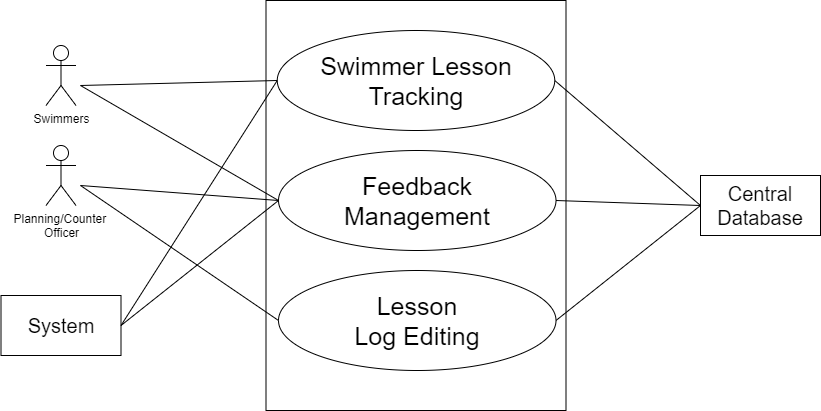 Swimmers
Planning/Counter
Officer
System
Swimmer Lesson
Tracking
Feedback
Management
Lesson
Log Editing
Central
Database